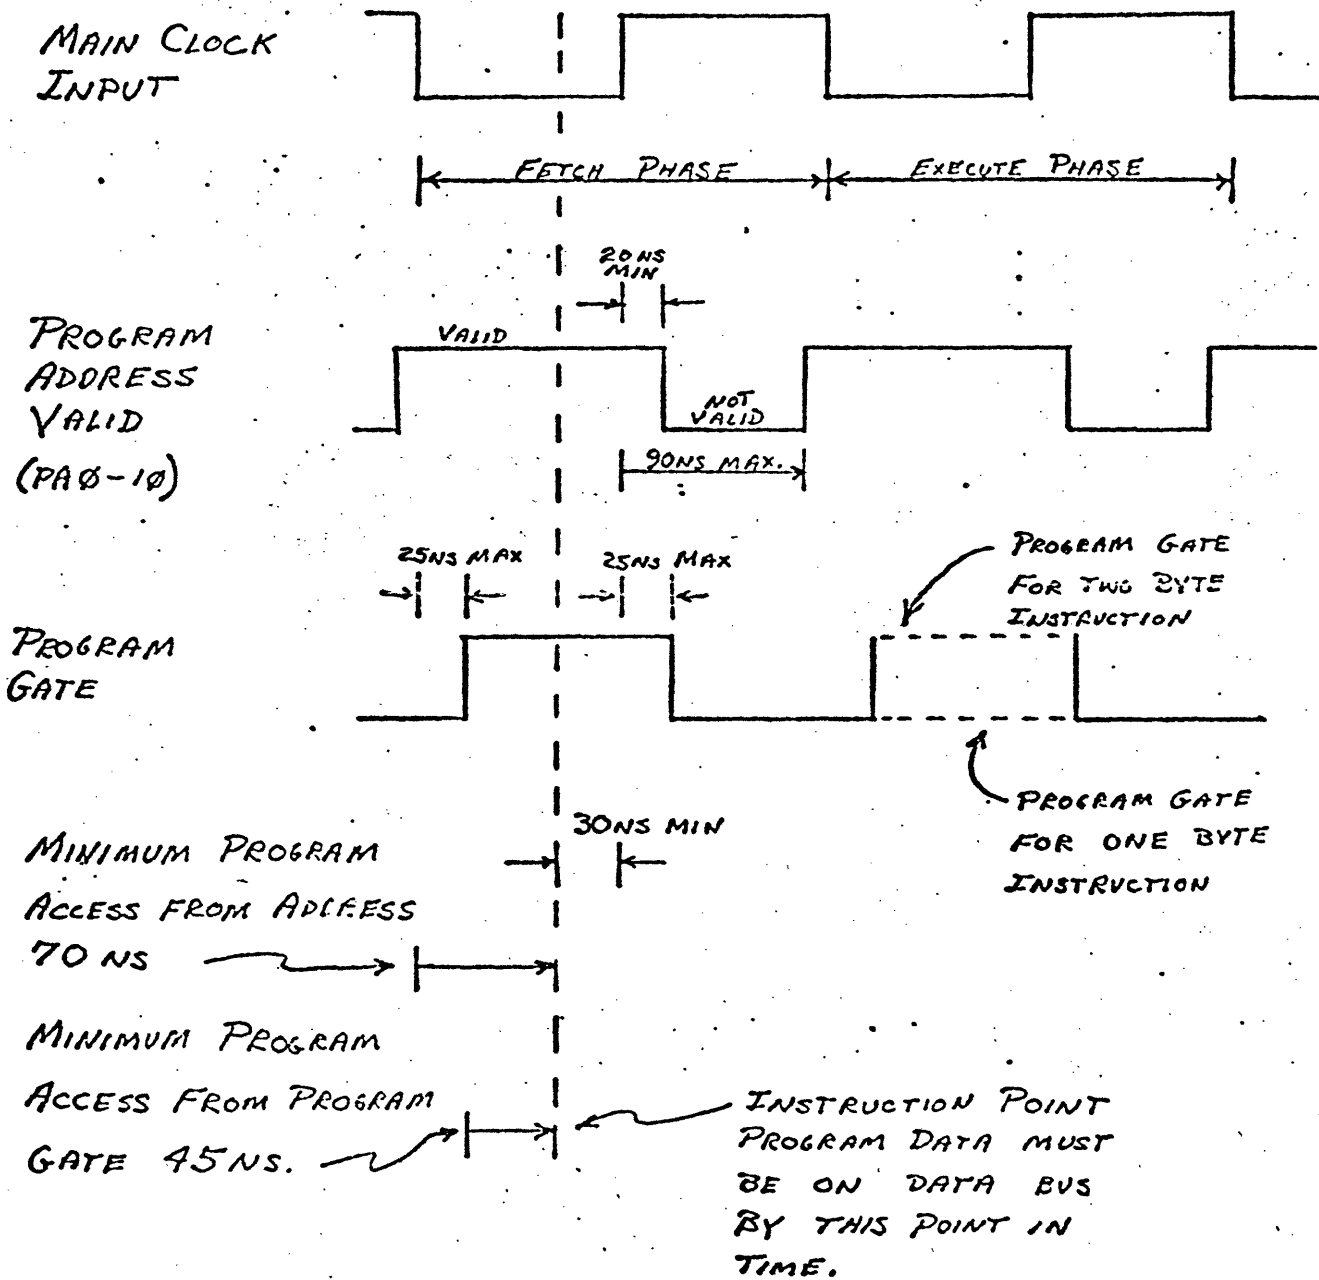 MAIN CLOCK
INPUT
FETCH PHASE
EXECUTE PHASE
20 NS
MIN
PROGRAM
ADDRESS
VALID
(PAØ-1Ø)
VALID
NOT
VALID
90NS MAX.
25NS MAX
25NS MAX
PROGRAM GATE
FOR TWO BYTE
INSTRUCTION
PROGRAM
GATE
PROGRAM GATE
FOR ONE BYTE
INSTRUCTION
30NS MIN
MINIMUM PROGRAM
ACCESS FROM ADDRESS
70 NS
MINIMUM PROGRAM
ACCESS FROM PROGRAM
GATE 45NS.
INSTRUCTION POINT
PROGRAM DATA MUST
BE ON DATA BUS
BY THIS POINT IN
TIME.